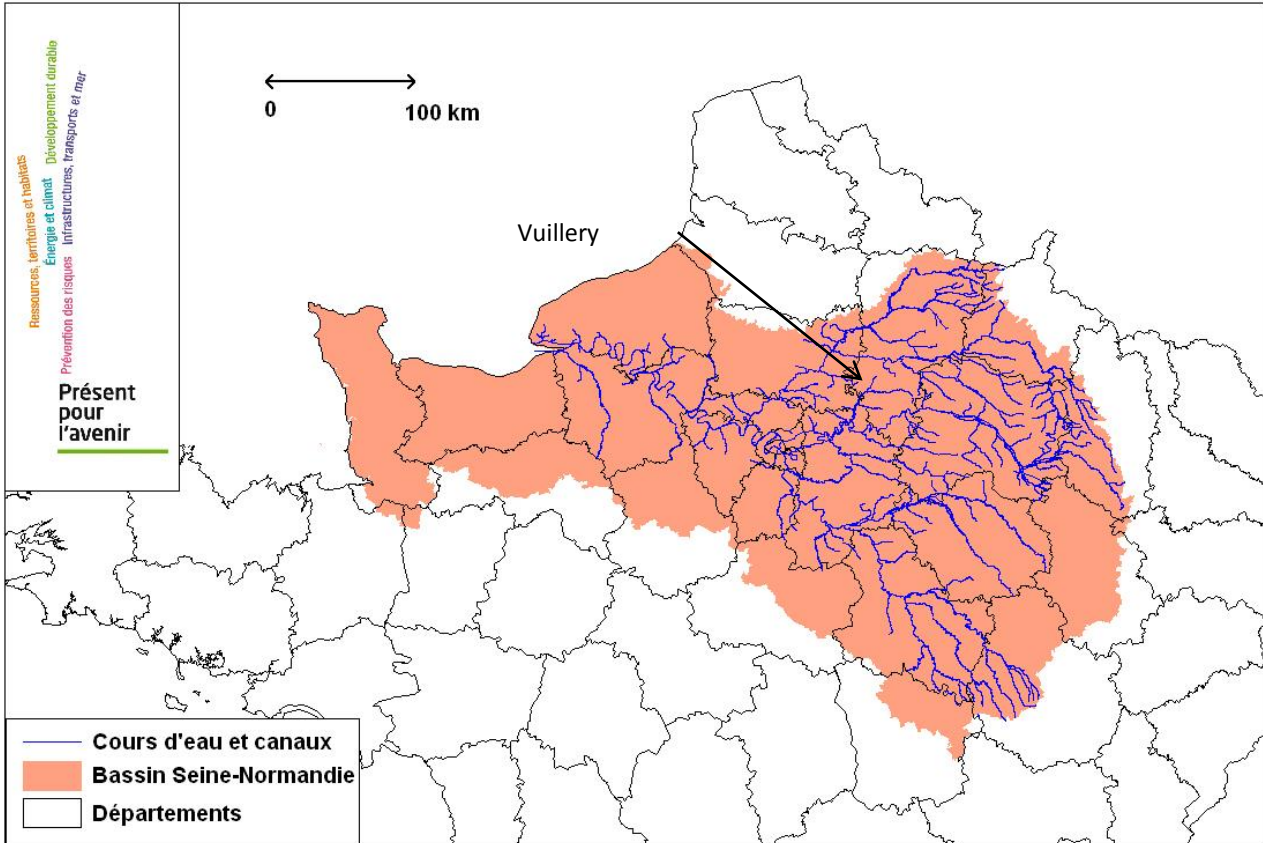 Ressources, territoires et habitats
Énergie et climat Développement durable
Prévention des risques Infrastructures, transports et mer
Présent
pour
l'avenir
0 100 km
Vuillery
Cours d'eau et canaux
Bassin Seine-Normandie
Départements